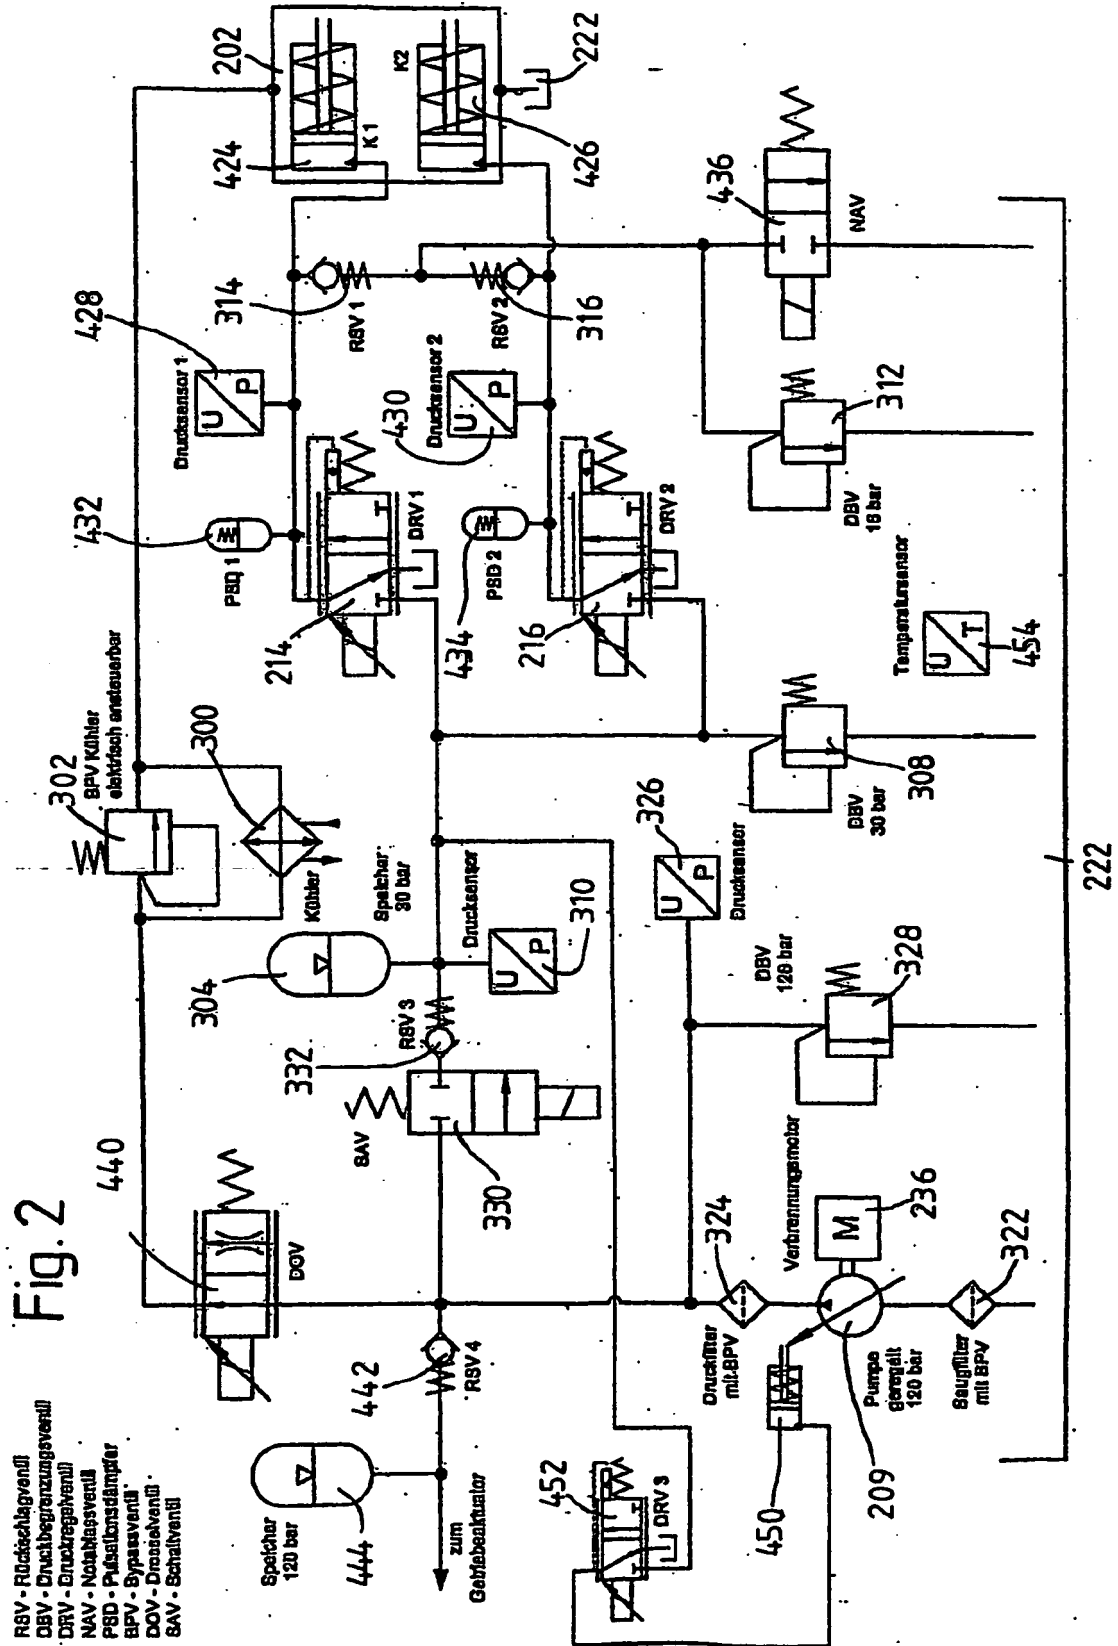 Fig. 2
RSV - Rückschlagventil
DBV - Druckbegrenzungsventil
DRV - Druckregelventil
NAV - Notablassventil
PSD - Pulsationsdämpfer
BPV - Bypassventil
DOV - Drosselventil
SAV - Schaltventil
440
DOV
302
BPV Kühler
elektrisch ansteuerbar
300
Kühler
202
424
K1
K2
426
222
Speicher
120 bar
444
zum
Getriebeaktuator
442
RSV 4
SAV
330
332
RSV 3
304
Speicher
30 bar
Drucksensor
U
P
310
432
PSD 1
Drucksensor 1
428
U
P
314
RSV 1
RSV 2
316
214
DRV 1
434
PSD 2
Drucksensor 2
430
U
P
216
DRV 2
452
DRV 3
450
Druckfilter
mit BPV
324
Pumpe
geregelt
120 bar
209
Verbrennungsmotor
M
236
Saugfilter
mit BPV
322
326
U
P
Drucksensor
DBV
328
DBV
30 bar
308
Temperatursensor
U
T
454
DBV
312
436
NAV
222